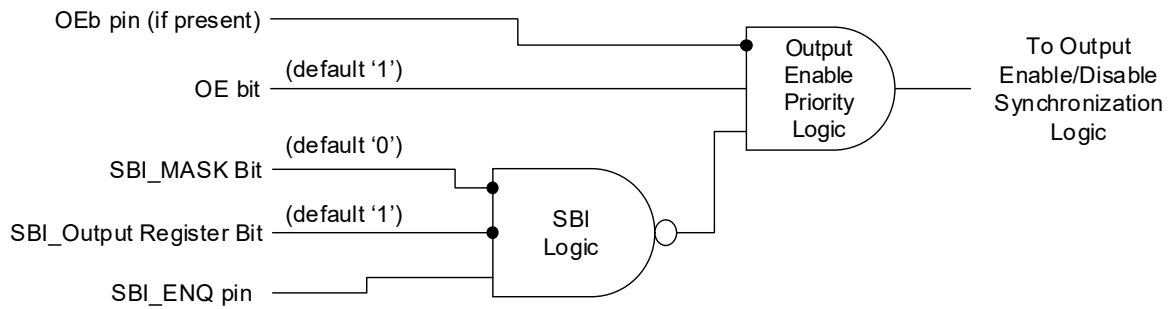 OEb pin (if present)
(default ‘1’)
OE bit
(default ‘0’)
SBI_MASK Bit
(default ‘1’)
SBI_Output Register Bit
SBI_ENQ pin
SBI
Logic
Output
Enable
Priority
Logic
To Output
Enable/Disable
Synchronization
Logic